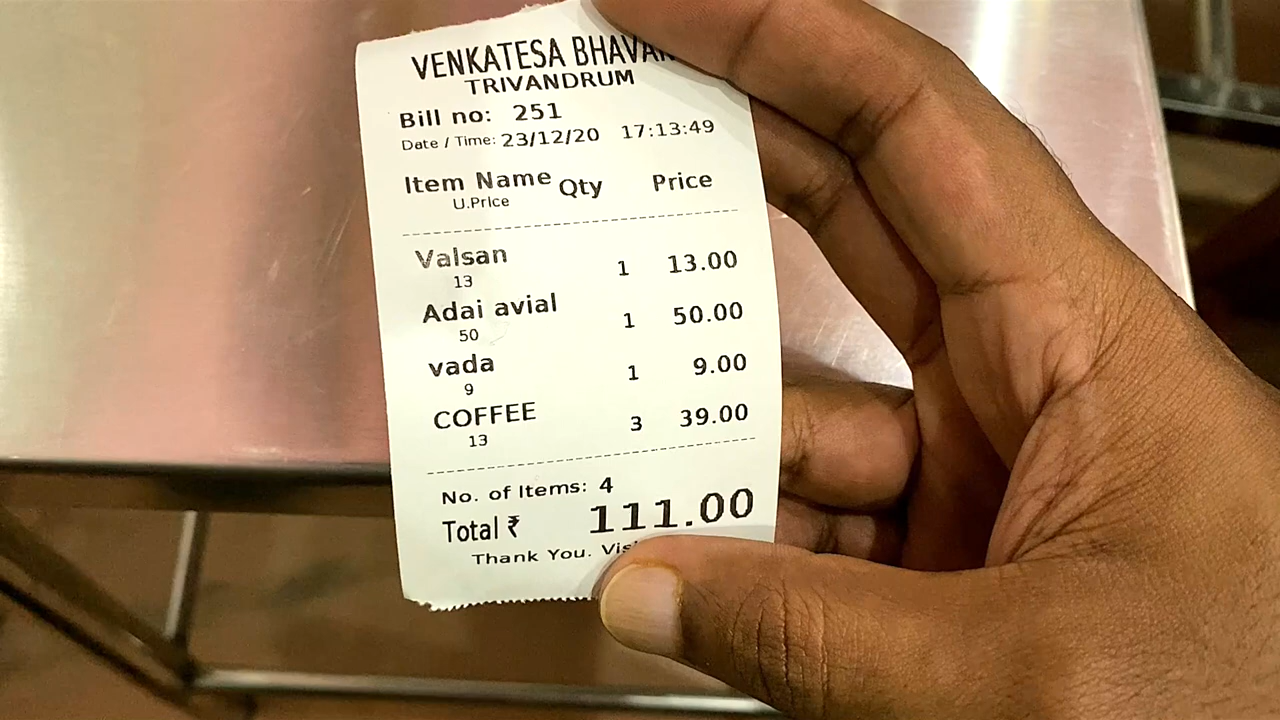 VENKATESA
TRIVANDRUM
Bill no: 251
Date / Time: 23/12/20 17:13:49
Item Name Qty Price
U.Price
Valsan 1 13.00
13
Adai avial 1 50.00
50
vada 1 9.00
9
COFFEE 3 39.00
13
No. of Items: 4
Total ₹ 111.00
Thank You.